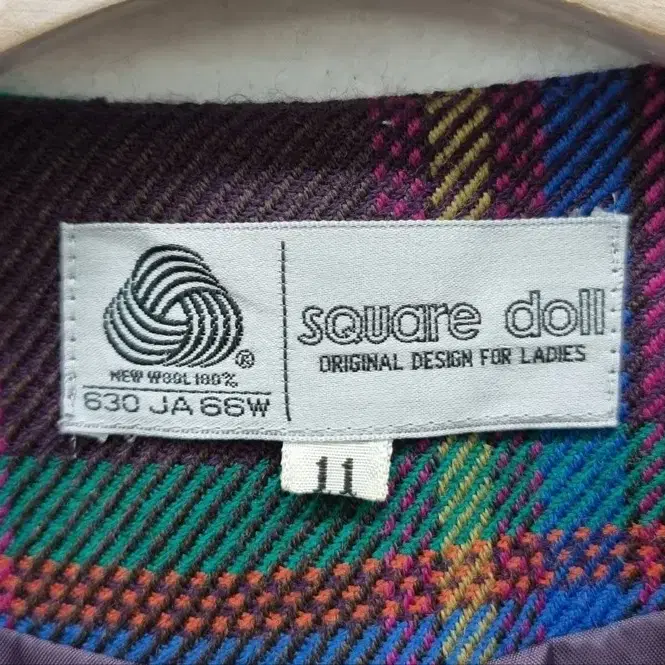 ®
NEW WOOL 100%
630 JA 66W
square doll
ORIGINAL DESIGN FOR LADIES
11